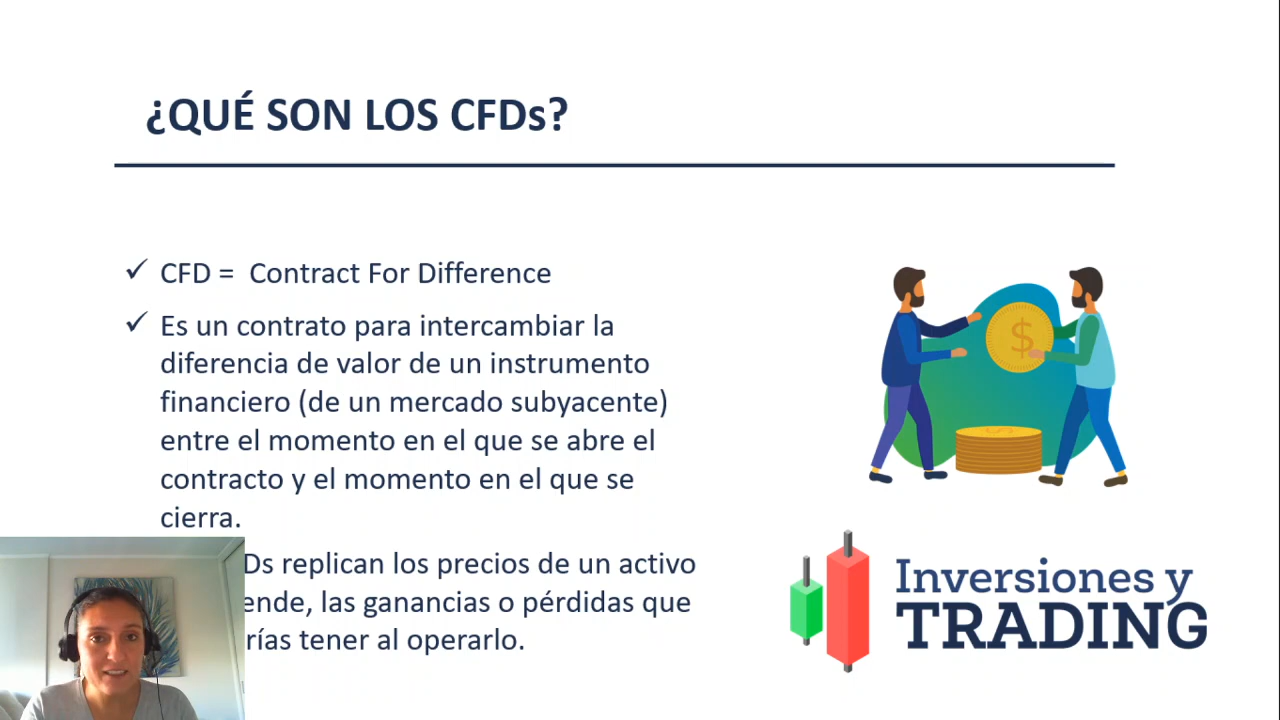 ¿QUÉ SON LOS CFDs?
✓ CFD = Contract For Difference
✓ Es un contrato para intercambiar la
diferencia de valor de un instrumento
financiero (de un mercado subyacente)
entre el momento en el que se abre el
contracto y el momento en el que se
cierra.
Ds replican los precios de un activo
ende, las ganancias o pérdidas que
rías tener al operarlo.
$
Inversiones y
TRADING